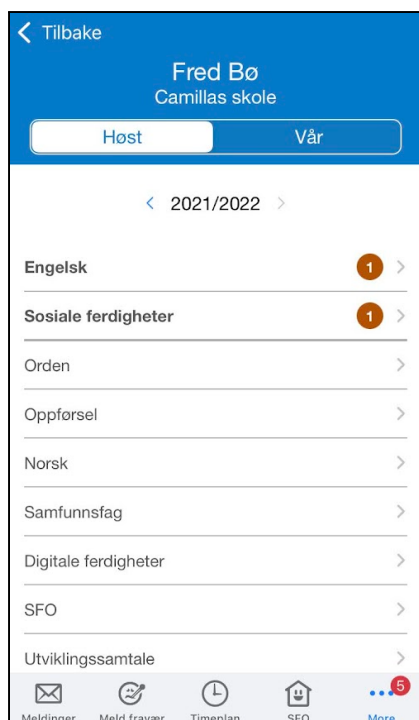 Tilbake
Fred Bø
Camillas skole
Høst Vår
2021/2022
Engelsk 1
Sosiale ferdigheter 1
Orden
Oppførsel
Norsk
Samfunnsfag
Digitale ferdigheter
SFO
Utviklingssamtale
5
Meldinger Meld fravær Timeplan SFO More